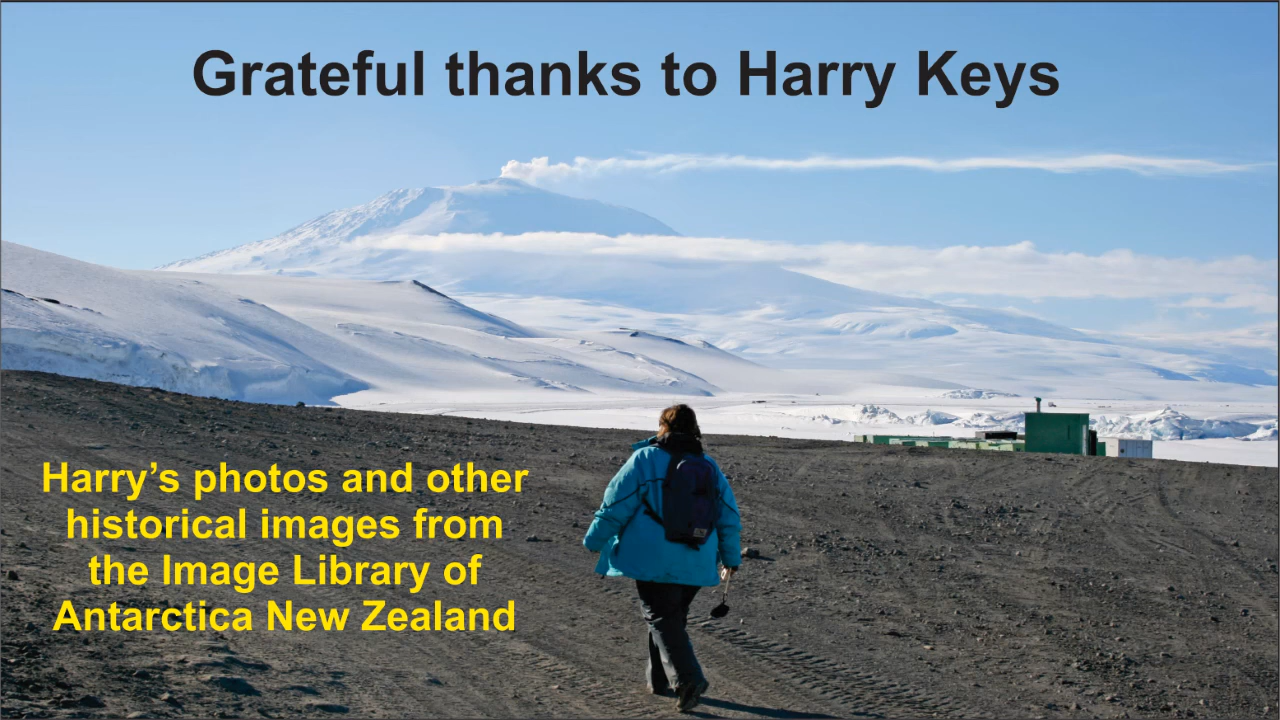 Grateful thanks to Harry Keys
Harry’s photos and other
historical images from
the Image Library of
Antarctica New Zealand